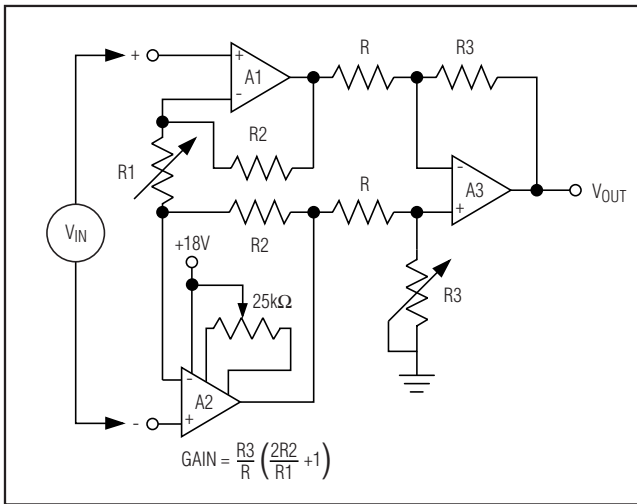 +
+
A1
-
R
R3
R2
R1
-
A3
+
VOUT
R
R2
VIN
+18V
25kΩ
R3
-
A2
+
-
GAIN = R3/R (2R2/R1 +1)